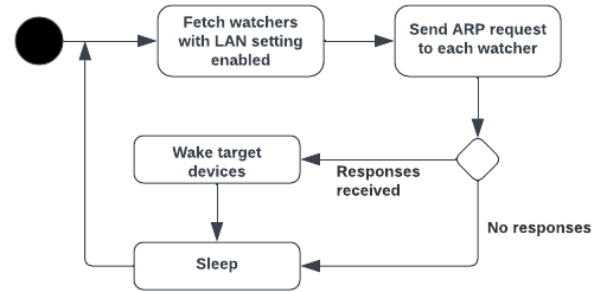 Fetch watchers
with LAN setting
enabled
Send ARP request
to each watcher
Wake target
devices
Responses
received
No responses
Sleep